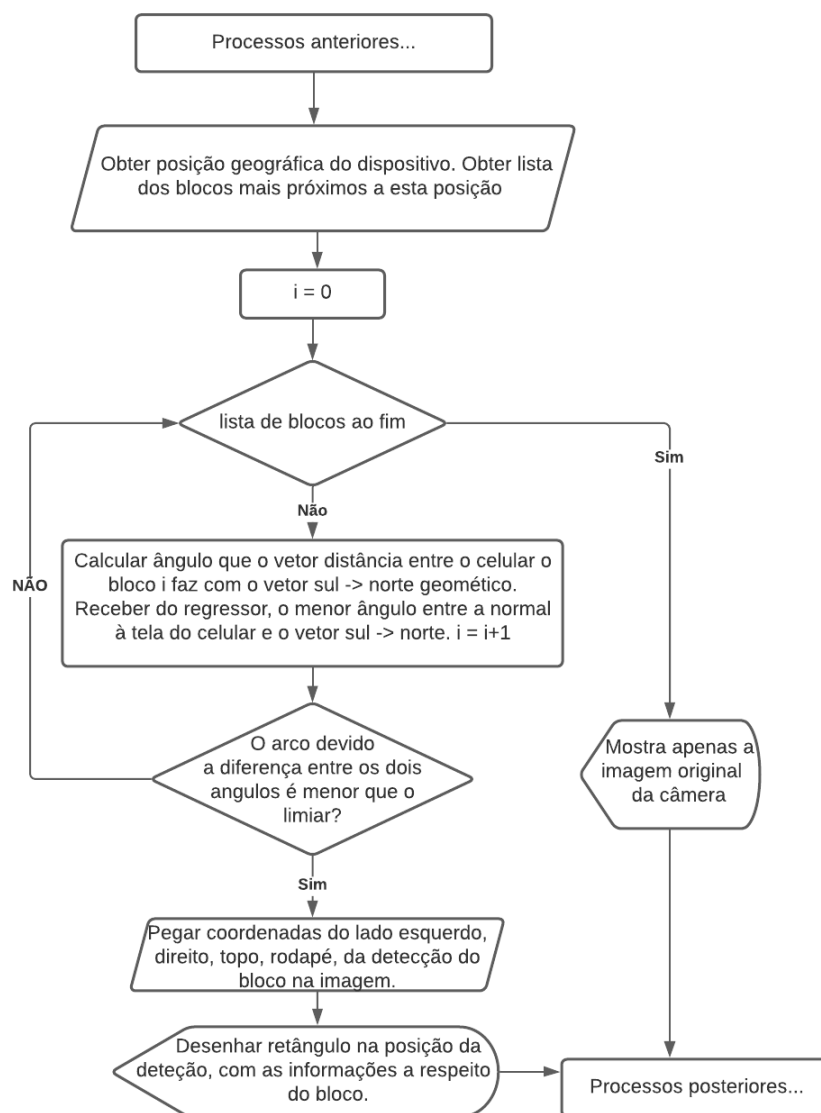 Processos anteriores...
Obter posição geográfica do dispositivo. Obter lista
dos blocos mais próximos a esta posição
i = 0
lista de blocos ao fim
Sim
Não
Calcular ângulo que o vetor distância entre o celular o
bloco i faz com o vetor sul -> norte geomético.
Receber do regressor, o menor ângulo entre a normal
à tela do celular e o vetor sul -> norte. i = i+1
NÃO
O arco devido
a diferença entre os dois
angulos é menor que o
limiar?
Mostra apenas a
imagem original
da câmera
Sim
Pegar coordenadas do lado esquerdo,
direito, topo, rodapé, da detecção do
bloco na imagem.
Desenhar retângulo na posição da
deteção, com as informações a respeito
do bloco.
Processos posteriores...